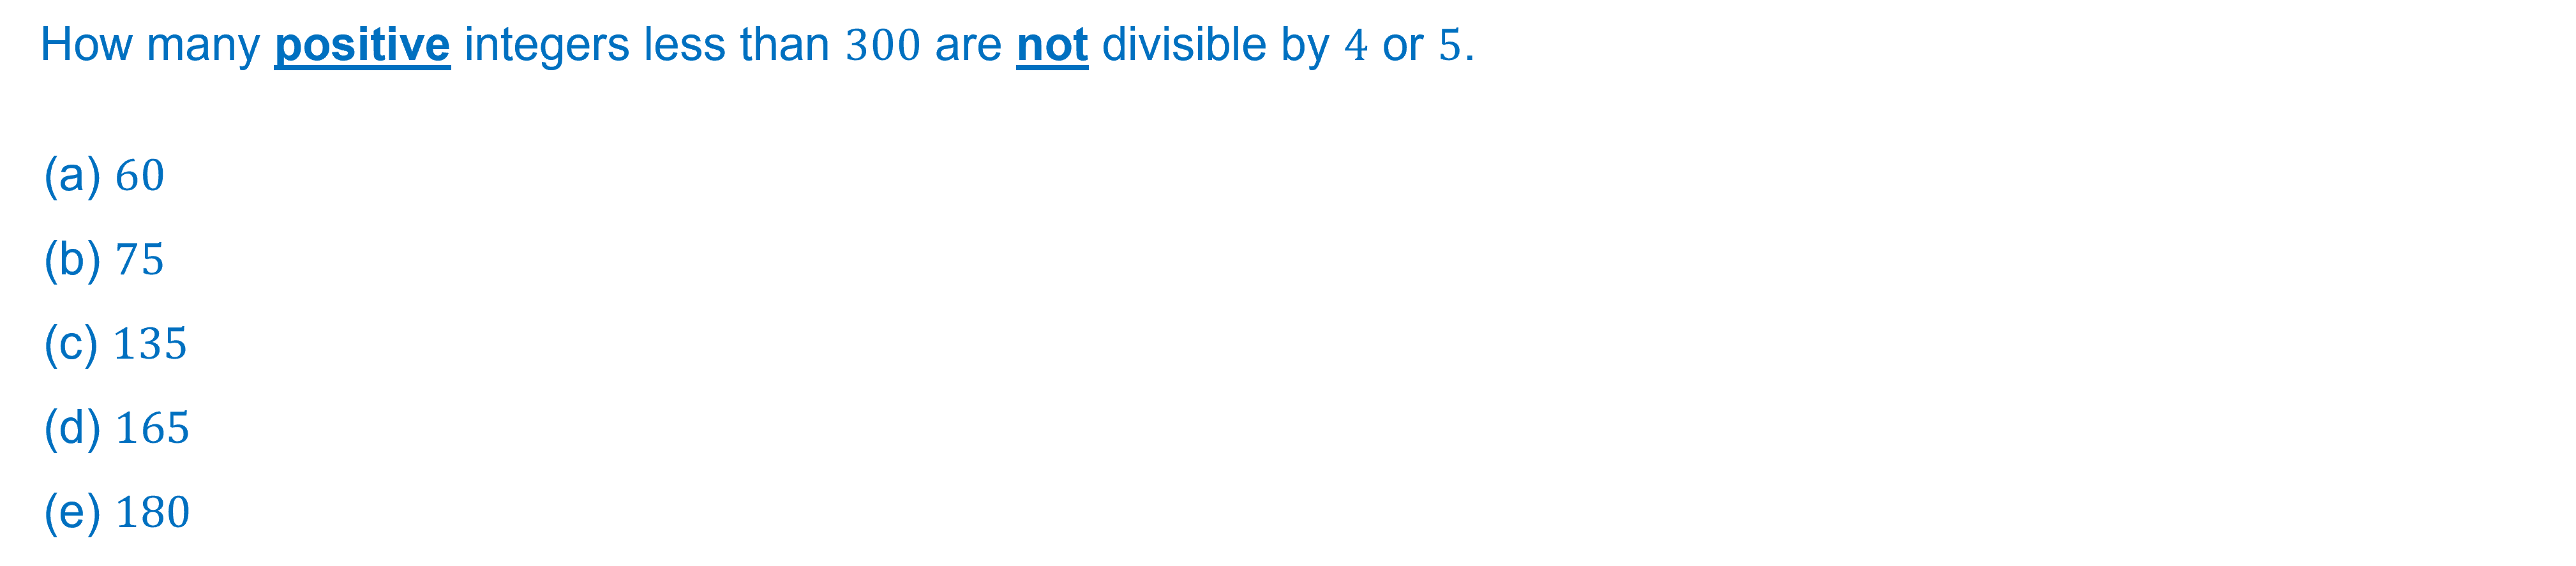 How many positive integers less than 300 are not divisible by 4 or 5.
(a) 60
(b) 75
(c) 135
(d) 165
(e) 180